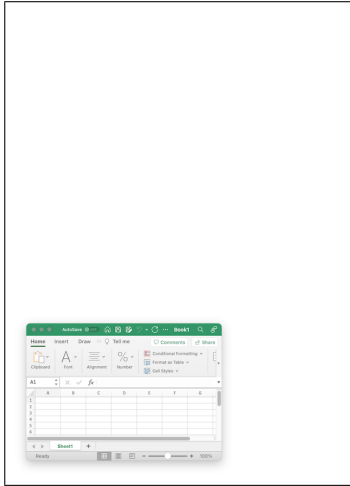 AutoSave OFF Book1
Home Insert Draw Tell me Comments Share
Clipboard Font Alignment Number
Conditional Formatting
Format as Table
Cell Styles
A1 fx
A B C D E F G
1
2
3
4
5
6
Sheet1 +
Ready 100%